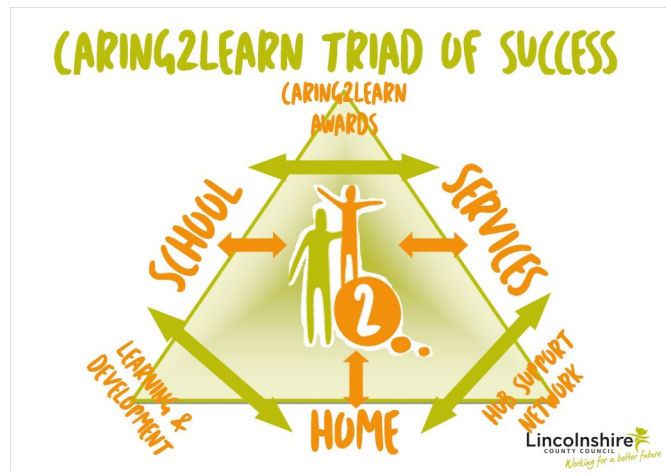 CARING2LEARN TRIAD OF SUCCESS
CARING2LEARN
AWARDS
SCHOOL
SERVICES
2
LEARNING &
DEVELOPMENT
HOME
HUB SUPPORT
NETWORK
Lincolnshire
COUNTY COUNCIL
Working for a better future